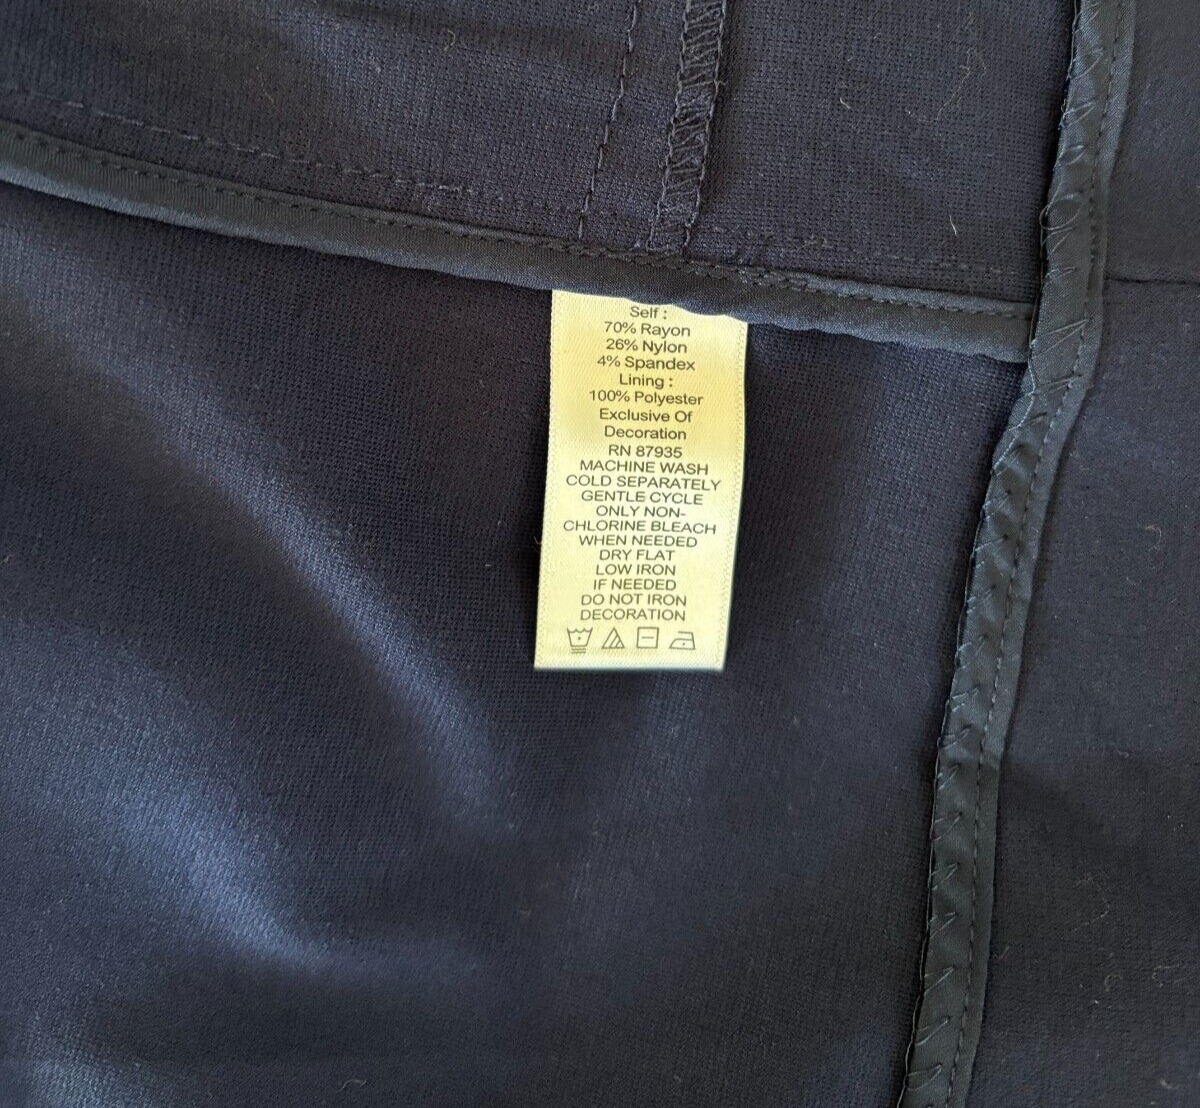 Self :
70% Rayon
26% Nylon
4% Spandex
Lining :
100% Polyester
Exclusive Of
Decoration
RN 87935
MACHINE WASH
COLD SEPARATELY
GENTLE CYCLE
ONLY NON-
CHLORINE BLEACH
WHEN NEEDED
DRY FLAT
LOW IRON
IF NEEDED
DO NOT IRON
DECORATION